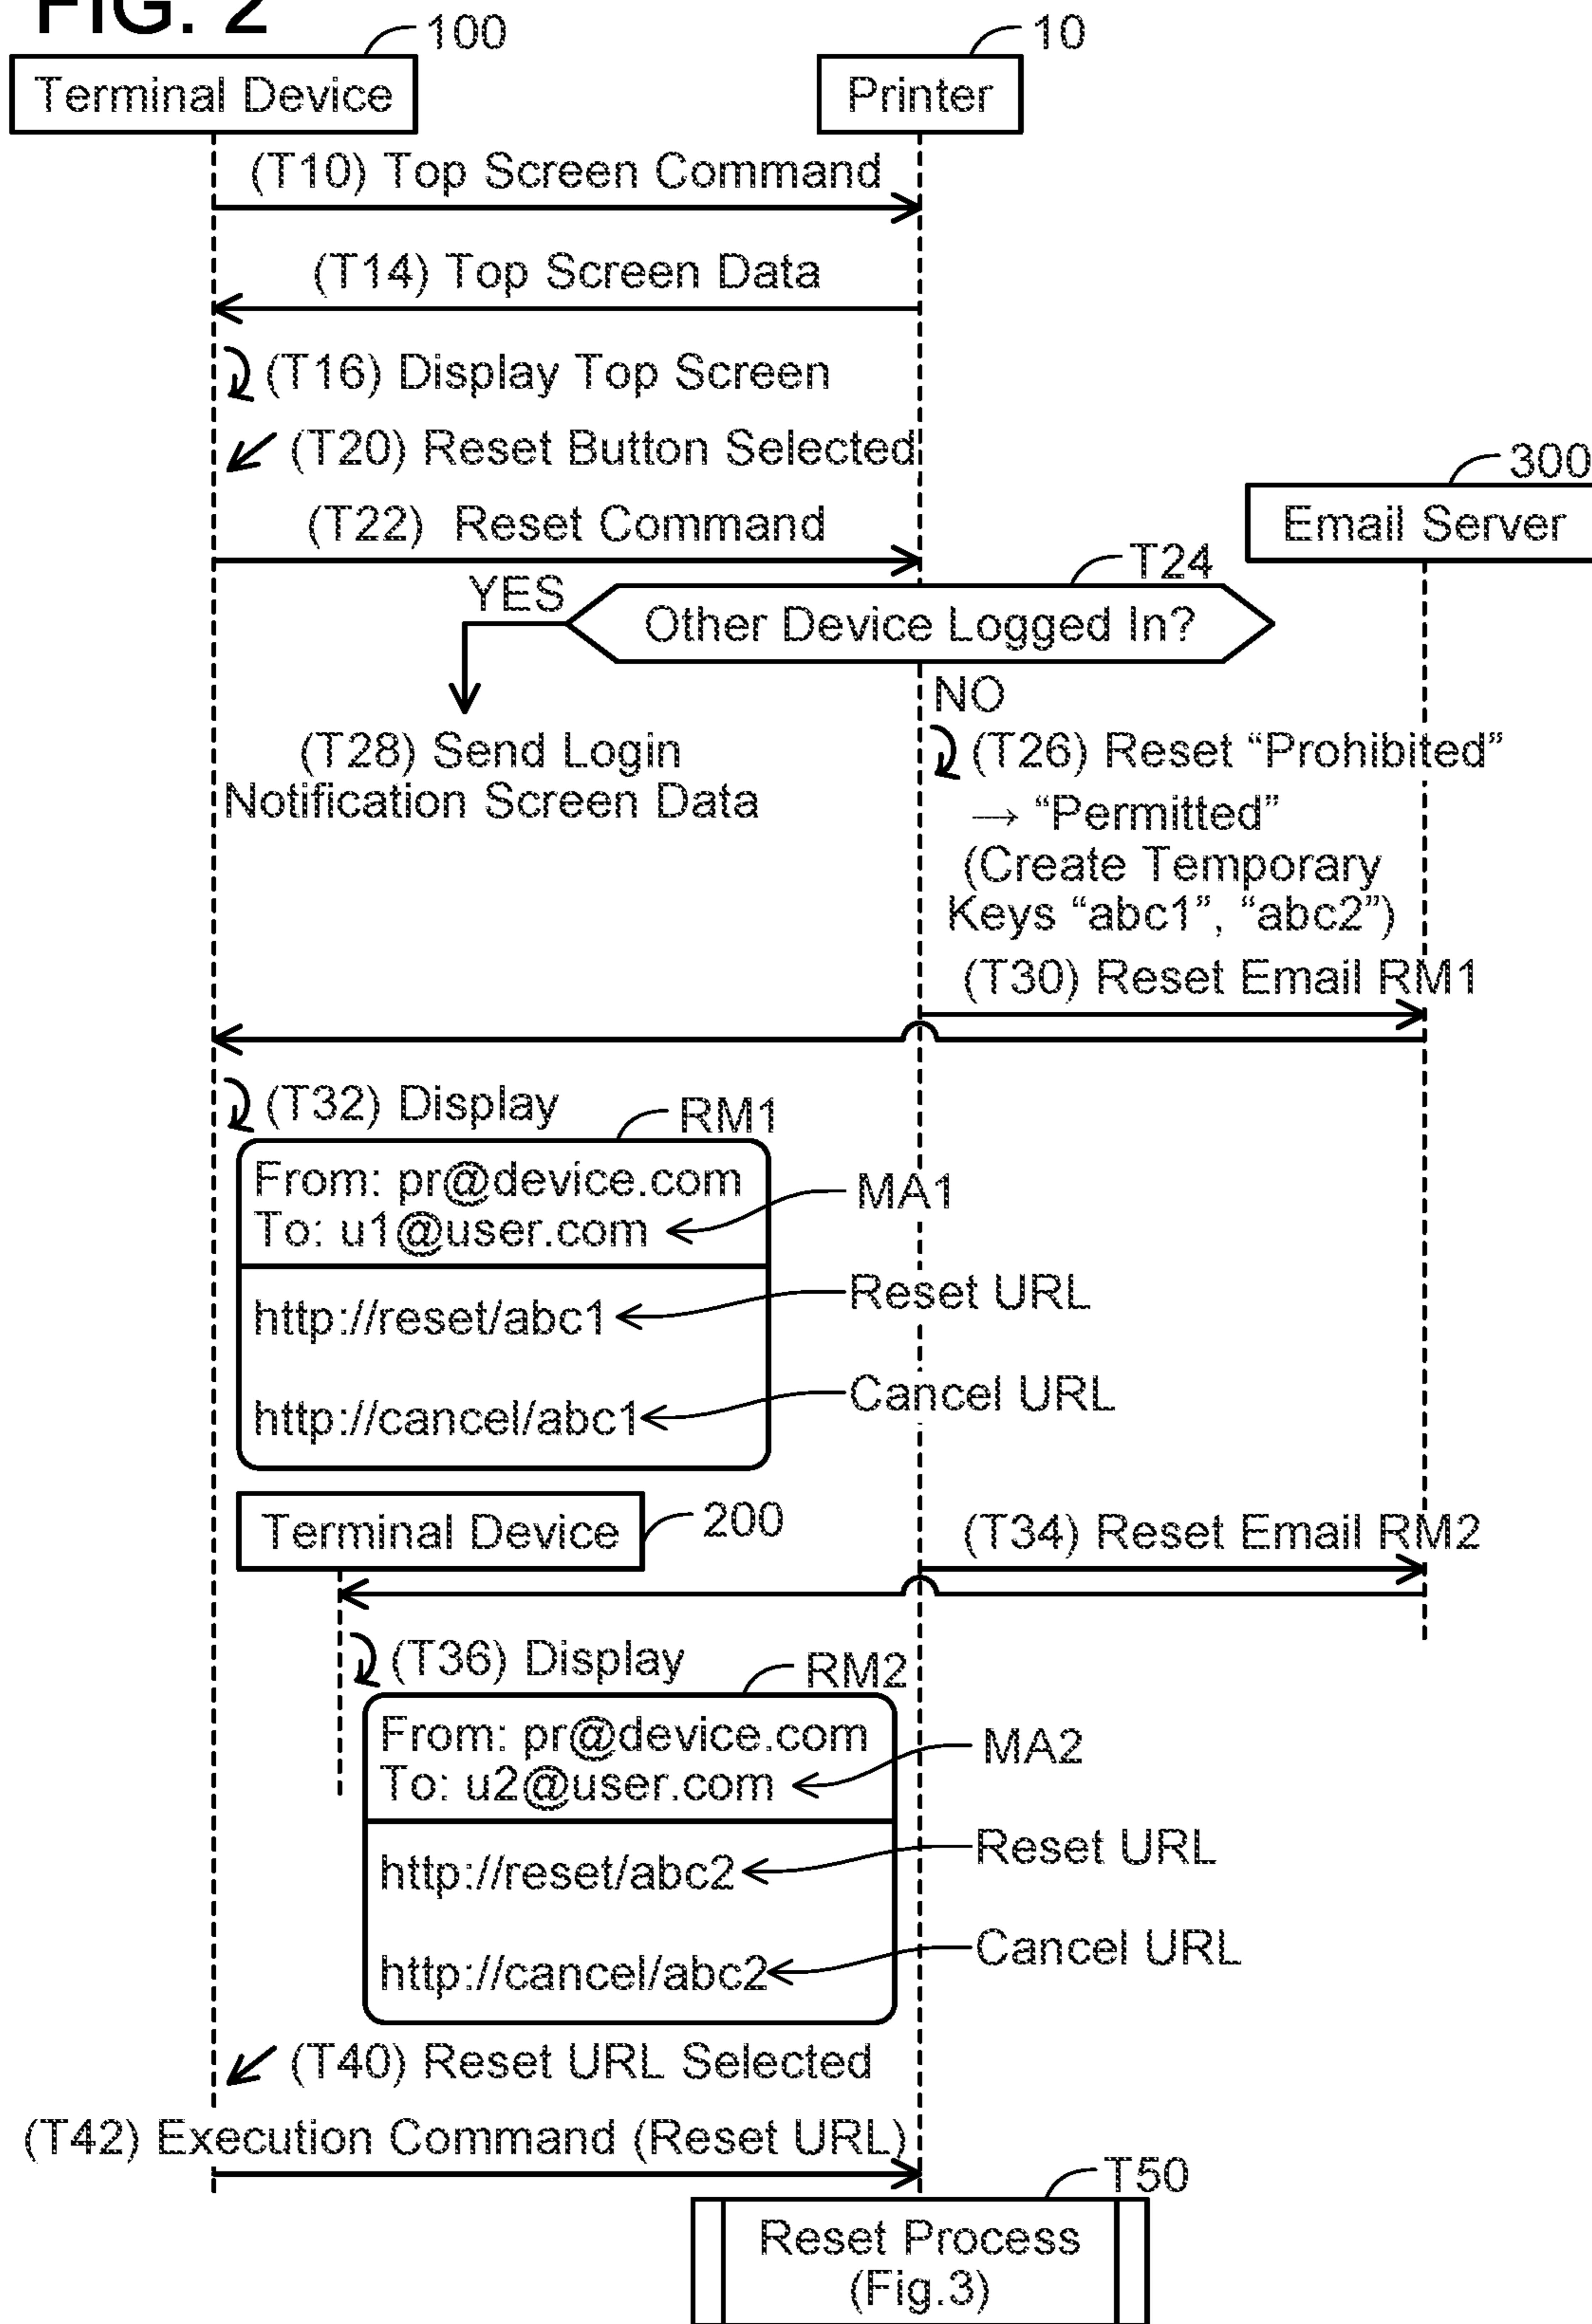 FIG. 2
100
10
Terminal Device
Printer
(T10) Top Screen Command
(T14) Top Screen Data
(T16) Display Top Screen
(T20) Reset Button Selected
300
(T22) Reset Command
Email Server
T24
YES
Other Device Logged In?
NO
(T28) Send Login
Notification Screen Data
(T26) Reset “Prohibited”
→ “Permitted”
(Create Temporary
Keys “abc1”, “abc2”)
(T30) Reset Email RM1
(T32) Display
RM1
From: pr@device.com
To: u1@user.com
MA1
http://reset/abc1
Reset URL
http://cancel/abc1
Cancel URL
Terminal Device
200
(T34) Reset Email RM2
(T36) Display
RM2
From: pr@device.com
To: u2@user.com
MA2
http://reset/abc2
Reset URL
http://cancel/abc2
Cancel URL
(T40) Reset URL Selected
(T42) Execution Command (Reset URL)
T50
Reset Process
(Fig.3)